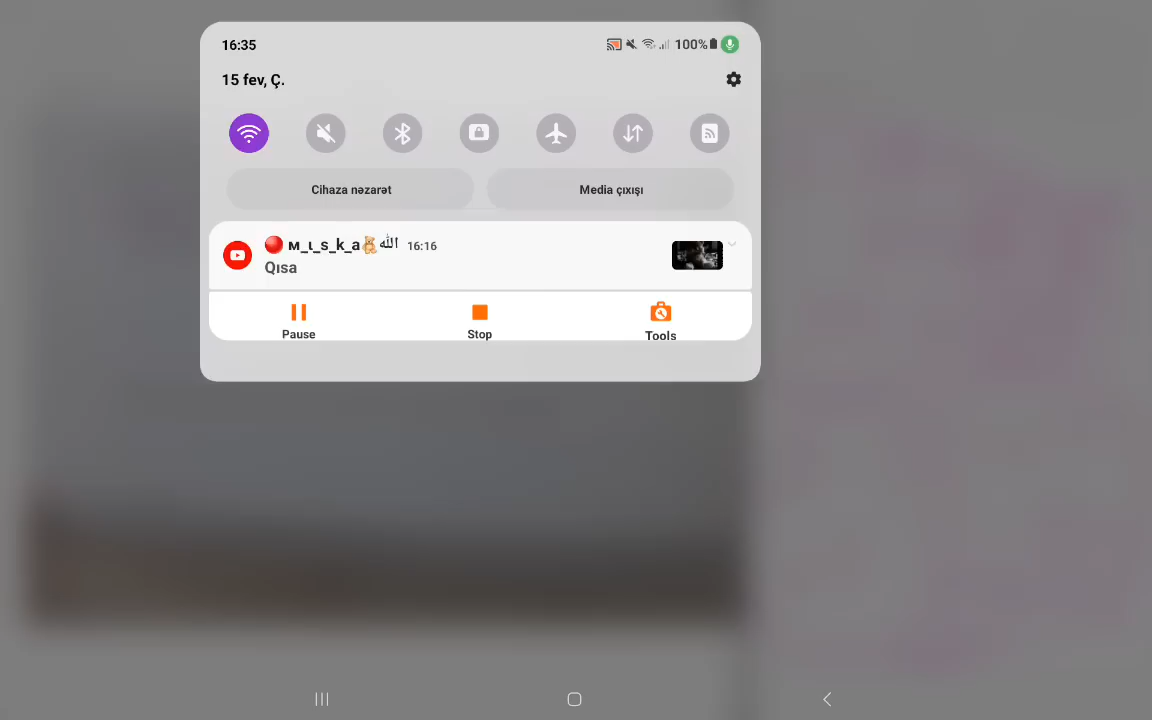 16:35
100%
15 fev, Ç.
Cihaza nəzarət
Media çıxışı
🔴 ᴍ_ɩ_s_k_a🧸الله 16:16
Qısa
Pause
Stop
Tools